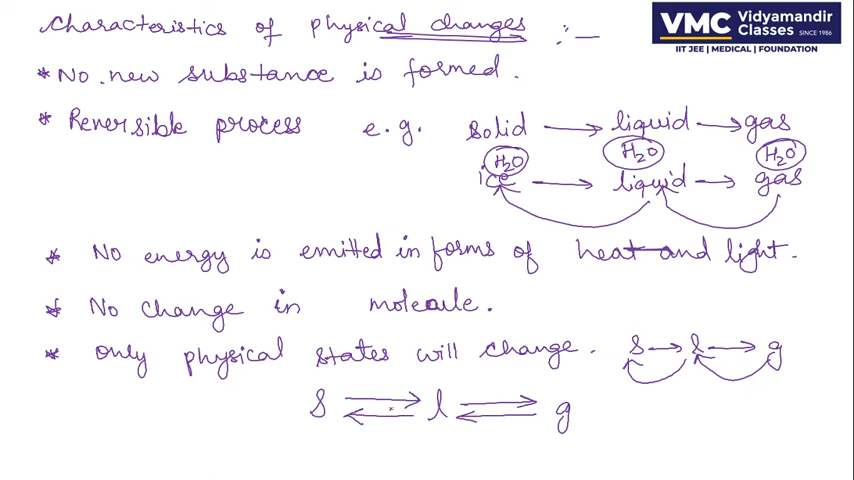 Characteristics of physical changes :-
VMC Vidyamandir Classes
SINCE 1986
IIT JEE | MEDICAL | FOUNDATION
* No new substance is formed.
* Reversible process e.g. solid → liquid → gas
H₂O H₂O H₂O
ice → liquid → gas
* No energy is emitted in forms of heat and light.
* No change in molecule.
* only physical states will change. s → l → g
s ⇌ l ⇌ g